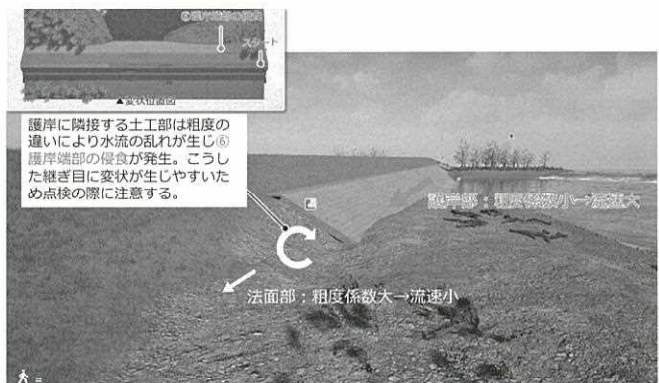 ⑥護岸端部の侵食
スタート
▲変状位置図
護岸に隣接する土工部は粗度の
違いにより水流の乱れが生じ⑥
護岸端部の侵食が発生。こうし
た継ぎ目に変状が生じやすいた
め点検の際に注意する。
護岸部：粗度係数小→流速大
法面部：粗度係数大→流速小